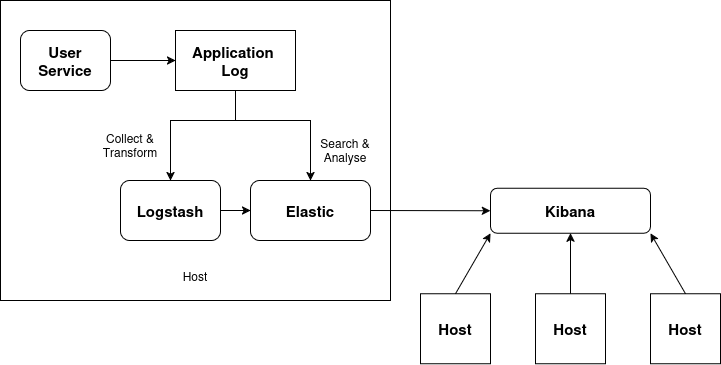 User
Service
Application
Log
Collect &
Transform
Search &
Analyse
Logstash
Elastic
Kibana
Host
Host
Host
Host